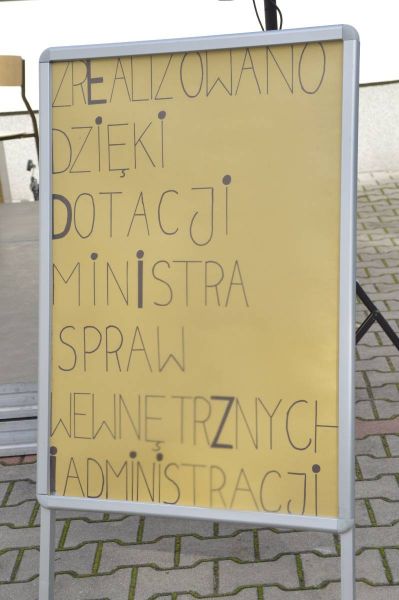 ZREALIZOWANO
DZIĘKI
DOTACJI
MINISTRA
SPRAW
WEWNĘTRZNYCH
I ADMINISTRACJI